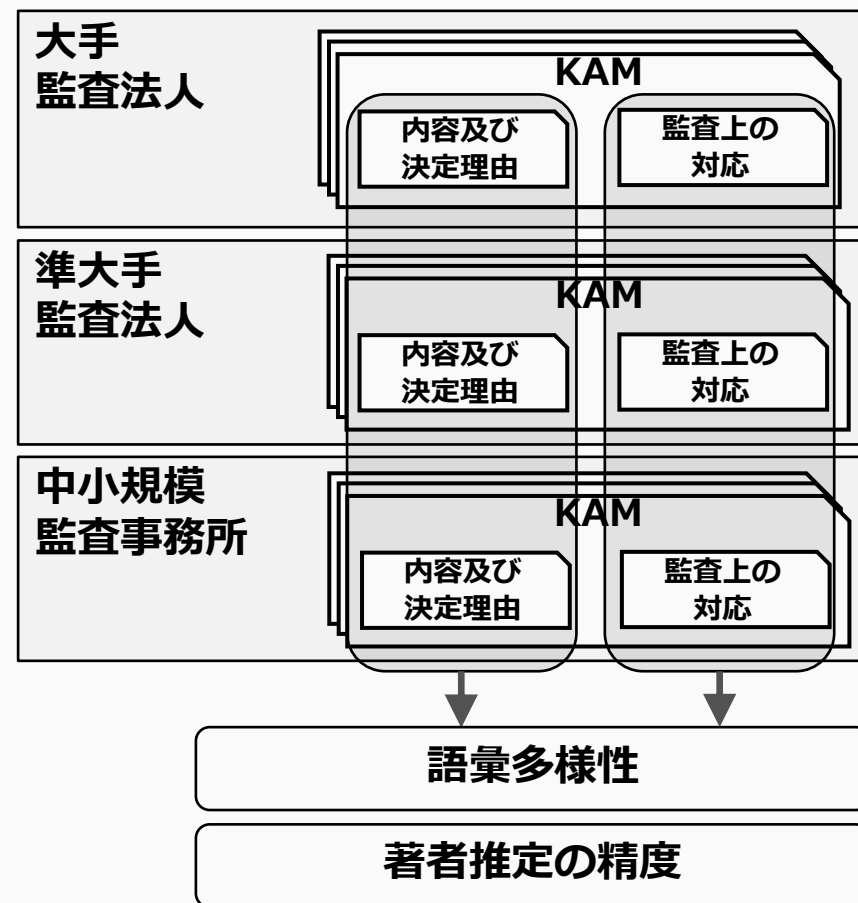 大手
監査法人
KAM
内容及び
決定理由
監査上の
対応
準大手
監査法人
KAM
内容及び
決定理由
監査上の
対応
中小規模
監査事務所
KAM
内容及び
決定理由
監査上の
対応
語彙多様性
著者推定の精度